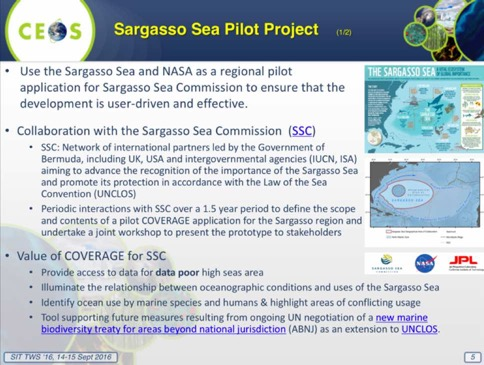 CE S
Sargasso Sea Pilot Project (1/2)
• Use the Sargasso Sea and NASA as a regional pilot
application for Sargasso Sea Commission to ensure that the
development is user-driven and effective.
• Collaboration with the Sargasso Sea Commission (SSC)
• SSC: Network of international partners led by the Government of
Bermuda, including UK, USA and intergovernmental agencies (IUCN, ISA)
aiming to advance the recognition of the importance of the Sargasso Sea
and promote its protection in accordance with the Law of the Sea
Convention (UNCLOS)
• Periodic interactions with SSC over a 1.5 year period to define the scope
and contents of a pilot COVERAGE application for the Sargasso region and
undertake a joint workshop to present the prototype to stakeholders
• Value of COVERAGE for SSC
• Provide access to data for data poor high seas area
• Illuminate the relationship between oceanographic conditions and uses of the Sargasso Sea
• Identify ocean use by marine species and humans & highlight areas of conflicting usage
• Tool supporting future measures resulting from ongoing UN negotiation of a new marine
biodiversity treaty for areas beyond national jurisdiction (ABNJ) as an extension to UNCLOS.
THE SARGASSO SEA
SARGASSO SEA
COMMISSION
NASA
JPL
SIT TWS '16, 14-15 Sept 2016
5